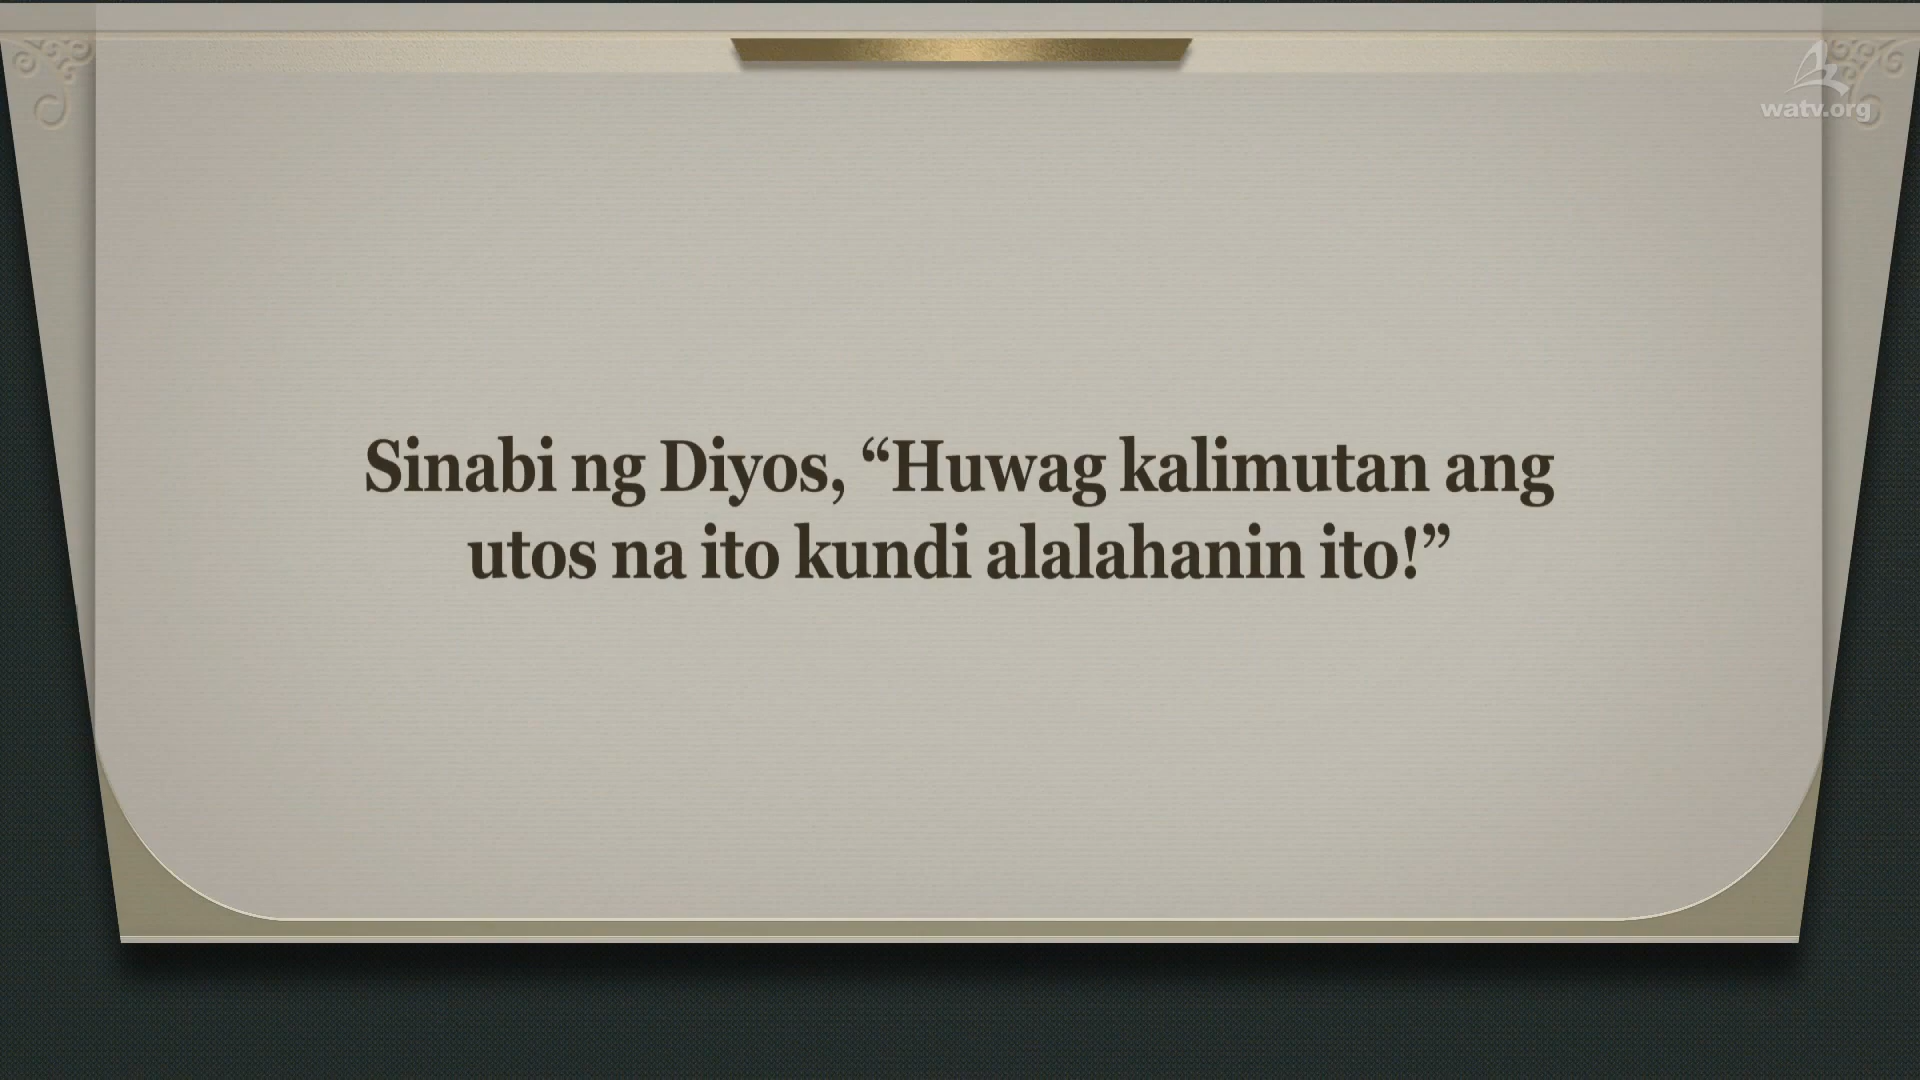 watv.org
Sinabi ng Diyos, “Huwag kalimutan ang
utos na ito kundi alalahanin ito!”